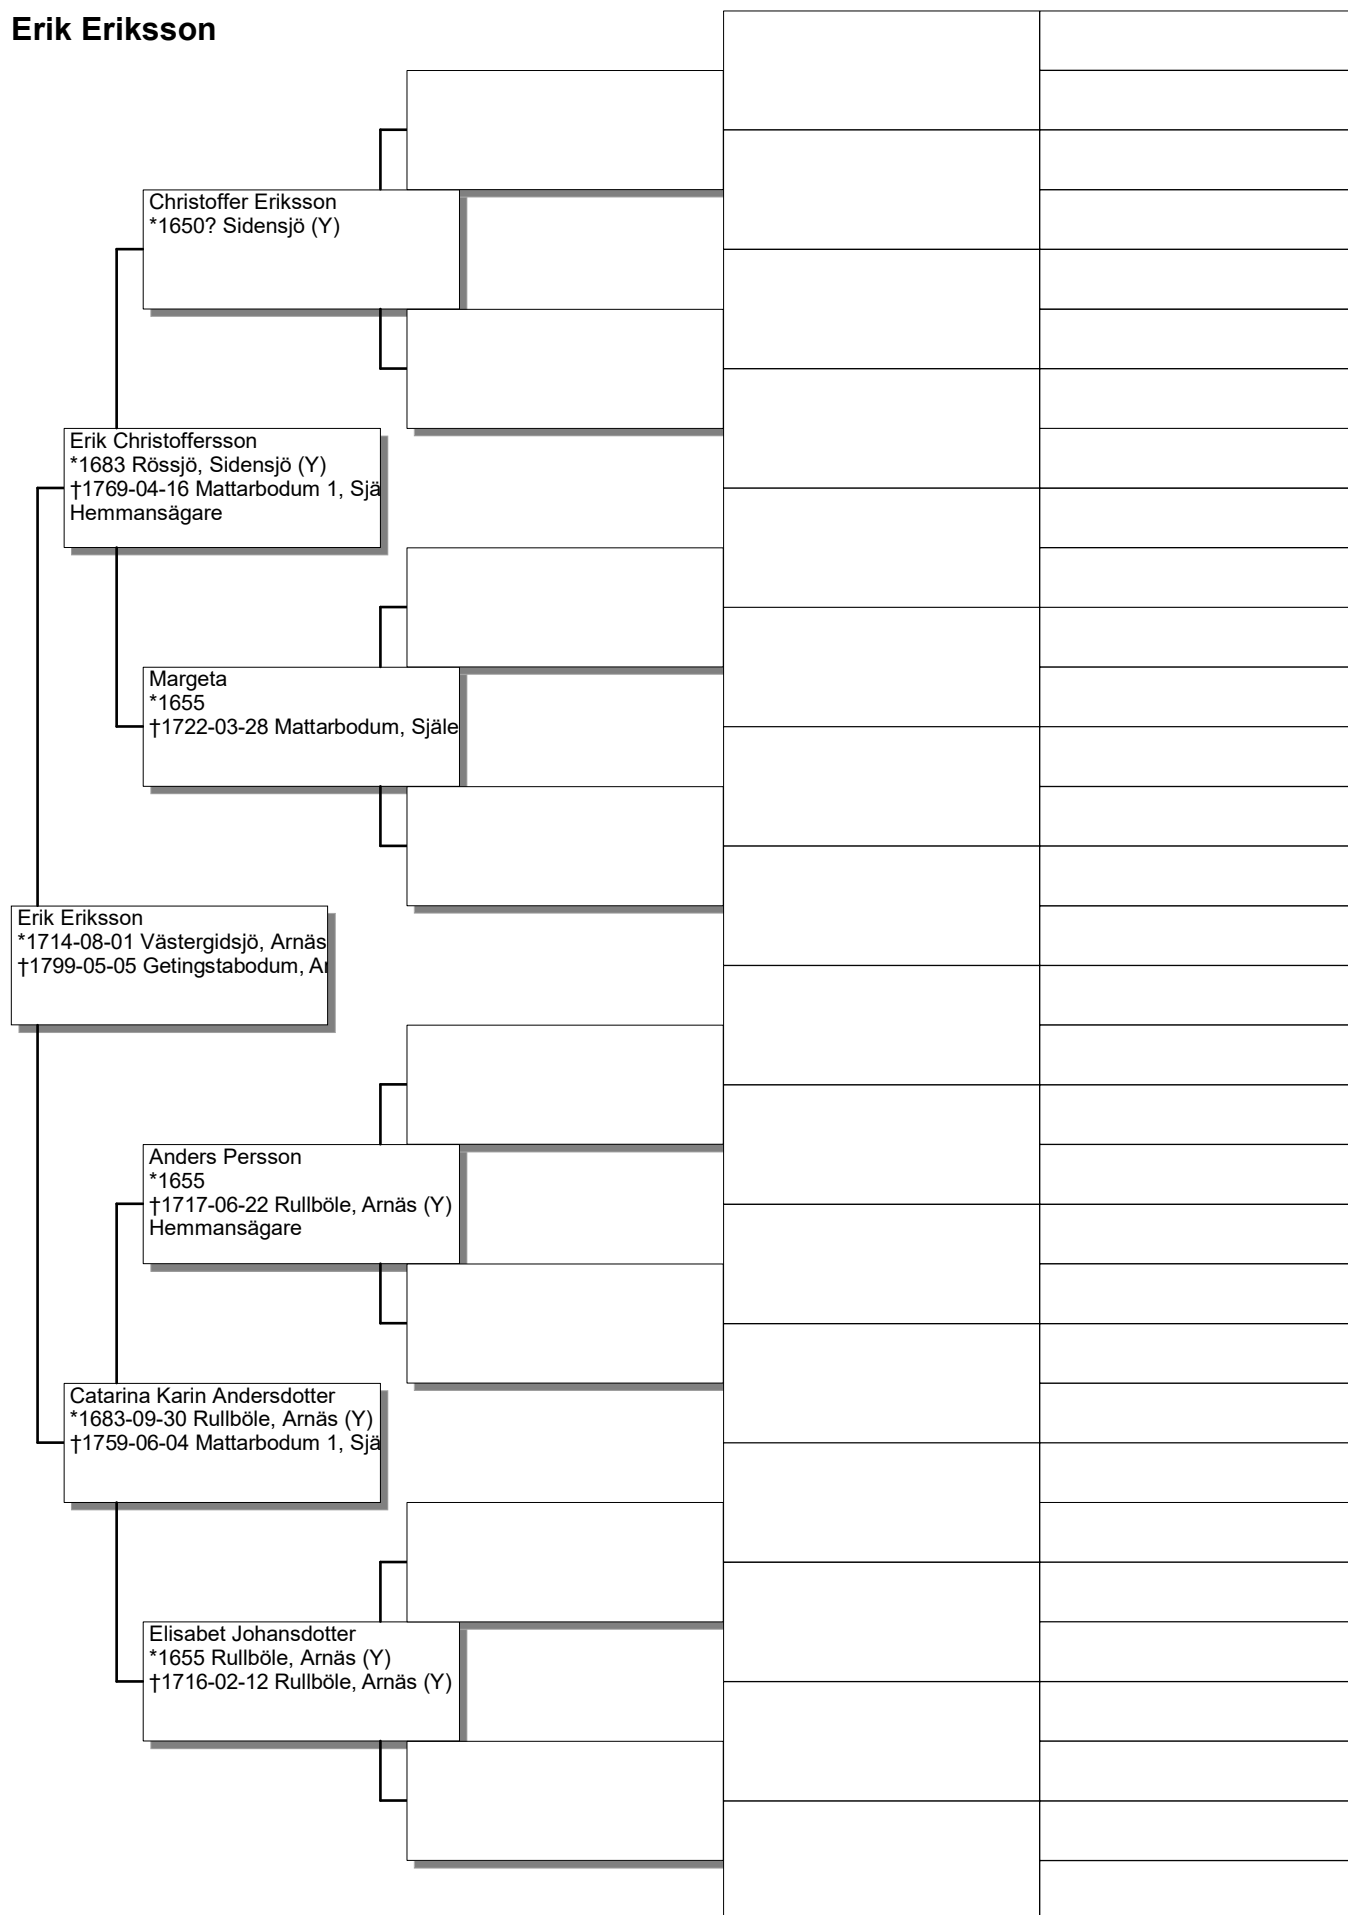 Erik Eriksson
Christoffer Eriksson
*1650? Sidensjö (Y)
Erik Christoffersson
*1683 Rössjö, Sidensjö (Y)
†1769-04-16 Mattarbodum 1, Sjä
Hemmansägare
Margeta
*1655
†1722-03-28 Mattarbodum, Själe
Erik Eriksson
*1714-08-01 Västergidsjö, Arnäs
†1799-05-05 Getingstabodum, Ar
Anders Persson
*1655
†1717-06-22 Rullböle, Arnäs (Y)
Hemmansägare
Catarina Karin Andersdotter
*1683-09-30 Rullböle, Arnäs (Y)
†1759-06-04 Mattarbodum 1, Sjä
Elisabet Johansdotter
*1655 Rullböle, Arnäs (Y)
†1716-02-12 Rullböle, Arnäs (Y)